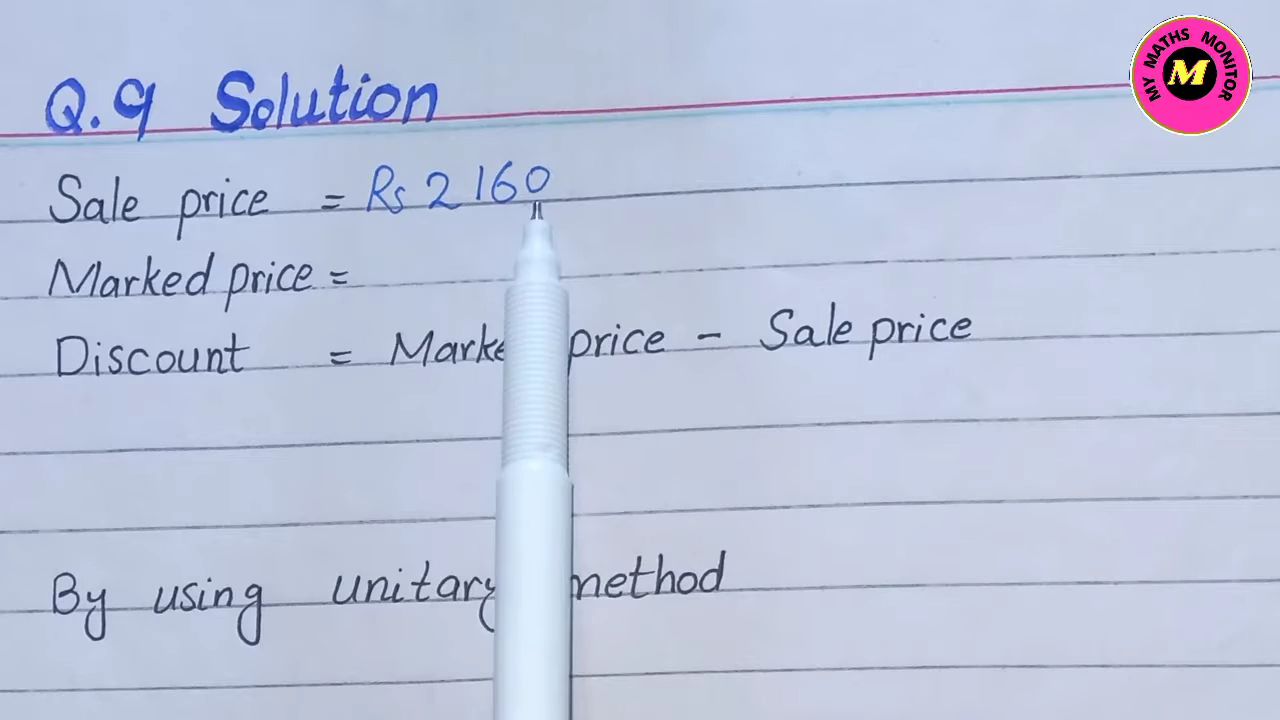 Q.9 Solution
Sale price = Rs 2160
Marked price =
Discount = Marke price - Sale price
By using unitary method
MY MATHS MONITOR
M